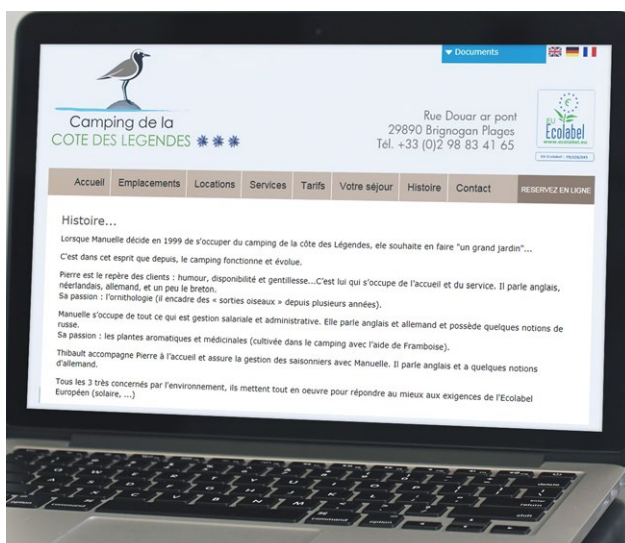 Documents
Camping de la
COTE DES LEGENDES ✵ ✵ ✵
Rue Douar ar pont
29890 Brignogan Plages
Tél. +33 (0)2 98 83 41 65
EU
Ecolabel
www.ecolabel.eu
Accueil Emplacements Locations Services Tarifs Votre séjour Histoire Contact RESERVEZ EN LIGNE
Histoire...
Lorsque Manuelle décide en 1999 de s'occuper du camping de la côte des Légendes, ele souhaite en faire "un grand jardin"...
C'est dans cet esprit que depuis, le camping fonctionne et évolue.
Pierre est le repère des clients : humour, disponibilité et gentillesse...C'est lui qui s'occupe de l'accueil et du service. Il parle anglais,
néerlandais, allemand, et un peu le breton.
Sa passion : l'ornithologie (il encadre des « sorties oiseaux » depuis plusieurs années).
Manuelle s'occupe de tout ce qui est gestion salariale et administrative. Elle parle anglais et allemand et possède quelques notions de
russe.
Sa passion : les plantes aromatiques et médicinales (cultivée dans le camping avec l'aide de Framboise).
Thibault accompagne Pierre à l'accueil et assure la gestion des saisonniers avec Manuelle. Il parle anglais et a quelques notions
d'allemand.
Tous les 3 très concernés par l'environnement, ils mettent tout en oeuvre pour répondre au mieux aux exigences de l'Ecolabel
Européen (solaire, ...)
command
option
shift
return